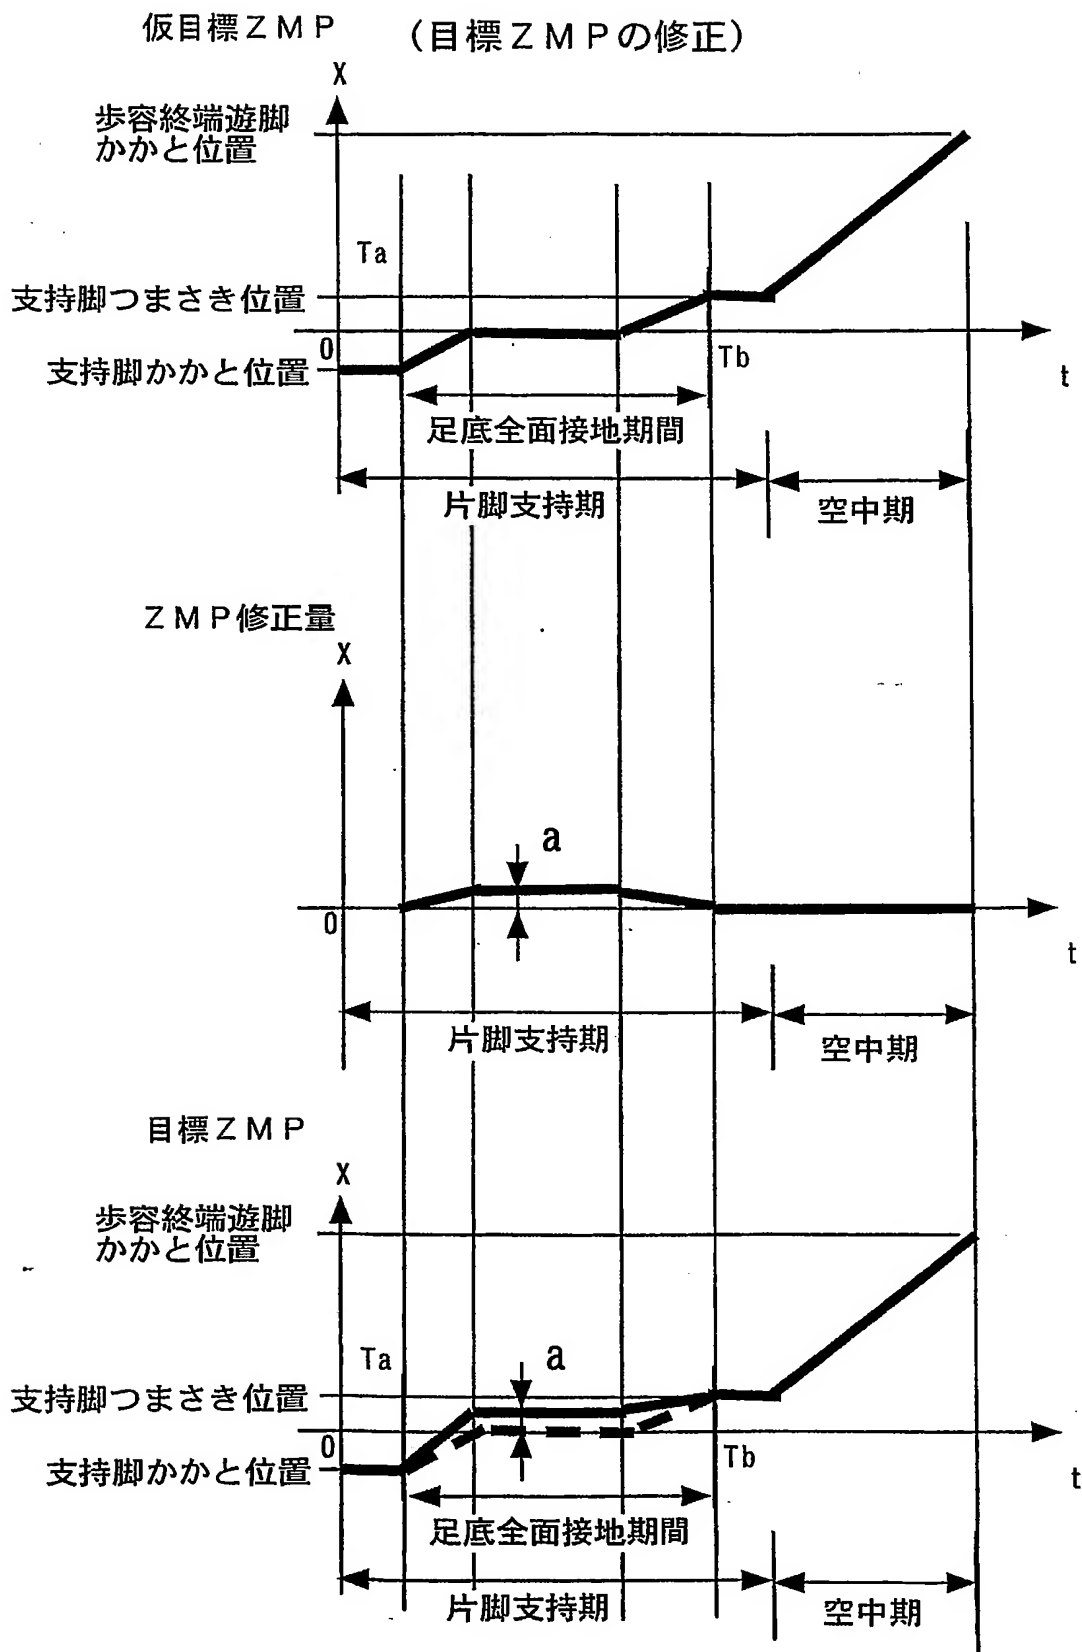 仮目標ZMP (目標ZMPの修正)
X
歩容終端遊脚
かかと位置
Ta
支持脚つまさき位置
0
Tb
支持脚かかと位置
t
足底全面接地期間
片脚支持期
空中期
ZMP修正量
X
a
0
t
片脚支持期
空中期
目標ZMP
X
歩容終端遊脚
かかと位置
Ta
a
支持脚つまさき位置
0
Tb
支持脚かかと位置
t
足底全面接地期間
片脚支持期
空中期